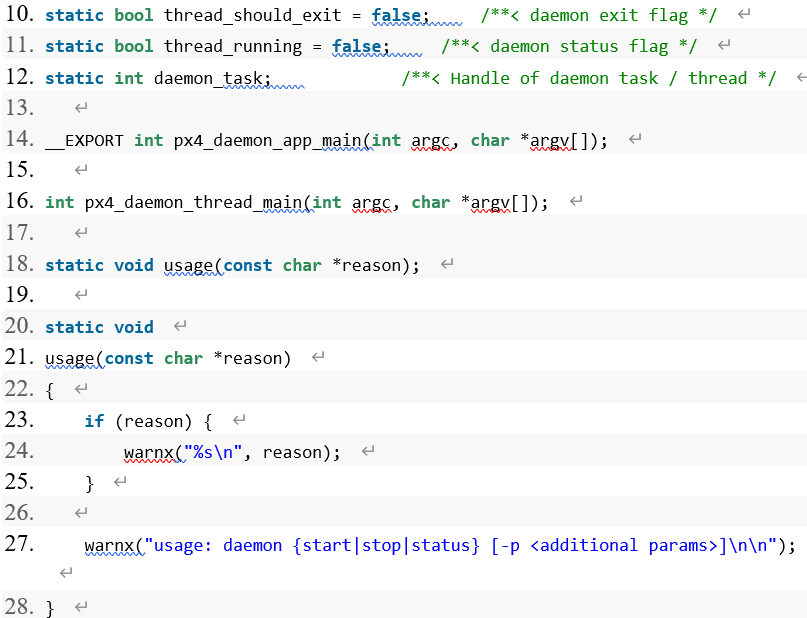 10. static bool thread_should_exit = false;     /**< daemon exit flag */ ↵
11. static bool thread_running = false;     /**< daemon status flag */ ↵
12. static int daemon_task;             /**< Handle of daemon task / thread */ ↵
13. ↵
14. __EXPORT int px4_daemon_app_main(int argc, char *argv[]); ↵
15. ↵
16. int px4_daemon_thread_main(int argc, char *argv[]); ↵
17. ↵
18. static void usage(const char *reason); ↵
19. ↵
20. static void ↵
21. usage(const char *reason) ↵
22. { ↵
23.     if (reason) { ↵
24.         warnx("%s\n", reason); ↵
25.     } ↵
26. ↵
27.     warnx("usage: daemon {start|stop|status} [-p <additional params>]\n\n");
↵
28. } ↵